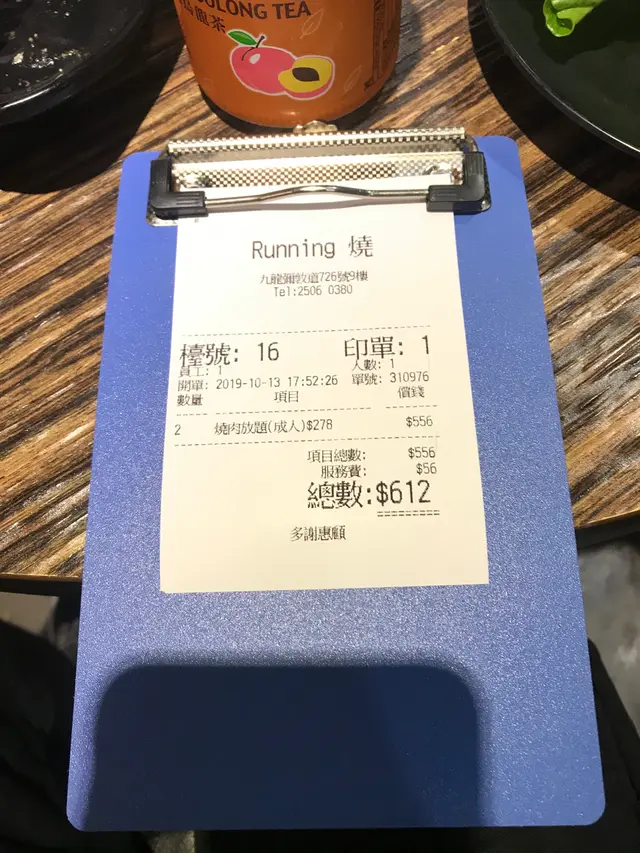 OOLONG TEA
烏龍茶
Running 燒
九龍彌敦道726號9樓
Tel:2506 0380
檯號: 16 印單: 1
員工: 1 人數: 1
開單: 2019-10-13 17:52:26 單號: 310976
數量 項目 價錢
2 燒肉放題(成人)$278 $556
項目總數: $556
服務費: $56
總數:$612
多謝惠顧